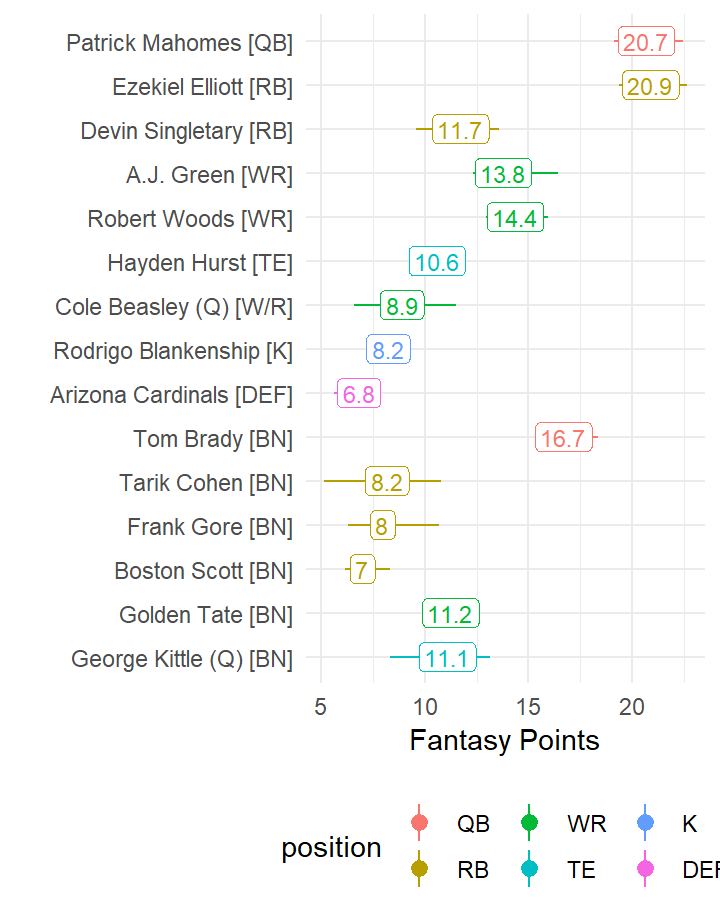 Patrick Mahomes [QB] 20.7
Ezekiel Elliott [RB] 20.9
Devin Singletary [RB] 11.7
A.J. Green [WR] 13.8
Robert Woods [WR] 14.4
Hayden Hurst [TE] 10.6
Cole Beasley (Q) [W/R] 8.9
Rodrigo Blankenship [K] 8.2
Arizona Cardinals [DEF] 6.8
Tom Brady [BN] 16.7
Tarik Cohen [BN] 8.2
Frank Gore [BN] 8
Boston Scott [BN] 7
Golden Tate [BN] 11.2
George Kittle (Q) [BN] 11.1
5 10 15 20
Fantasy Points
position
QB WR K
RB TE DEF